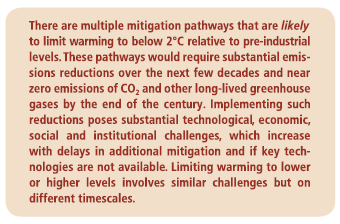 There are multiple mitigation pathways that are likely
to limit warming to below 2°C relative to pre-industrial
levels. These pathways would require substantial emis-
sions reductions over the next few decades and near
zero emissions of CO₂ and other long-lived greenhouse
gases by the end of the century. Implementing such
reductions poses substantial technological, economic,
social and institutional challenges, which increase
with delays in additional mitigation and if key tech-
nologies are not available. Limiting warming to lower
or higher levels involves similar challenges but on
different timescales.